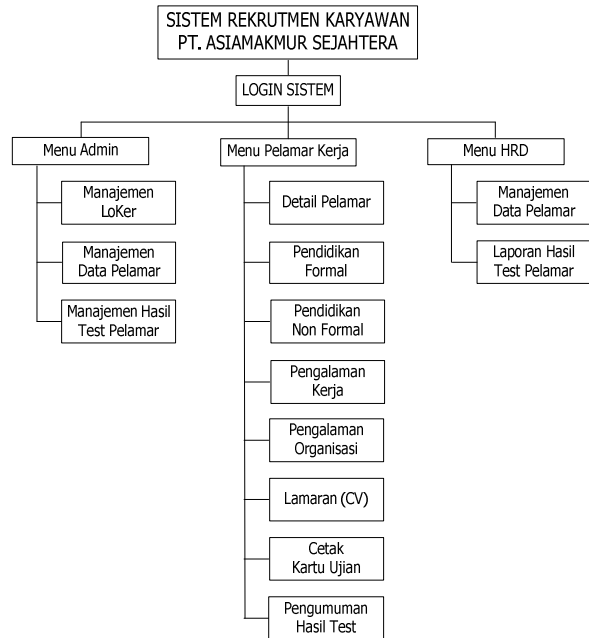 SISTEM REKRUTMEN KARYAWAN
PT. ASIAMAKMUR SEJAHTERA
LOGIN SISTEM
Menu Admin
Manajemen
LoKer
Manajemen
Data Pelamar
Manajemen Hasil
Test Pelamar
Menu Pelamar Kerja
Detail Pelamar
Pendidikan
Formal
Pendidikan
Non Formal
Pengalaman
Kerja
Pengalaman
Organisasi
Lamaran (CV)
Cetak
Kartu Ujian
Pengumuman
Hasil Test
Menu HRD
Manajemen
Data Pelamar
Laporan Hasil
Test Pelamar